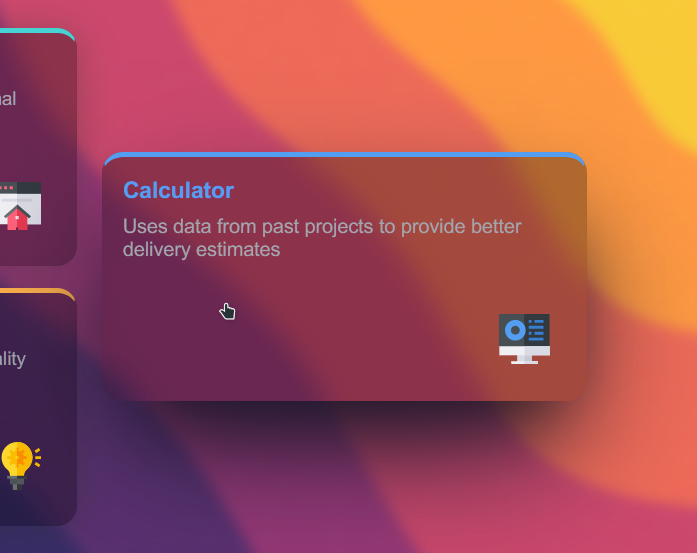 Calculator
Uses data from past projects to provide better
delivery estimates